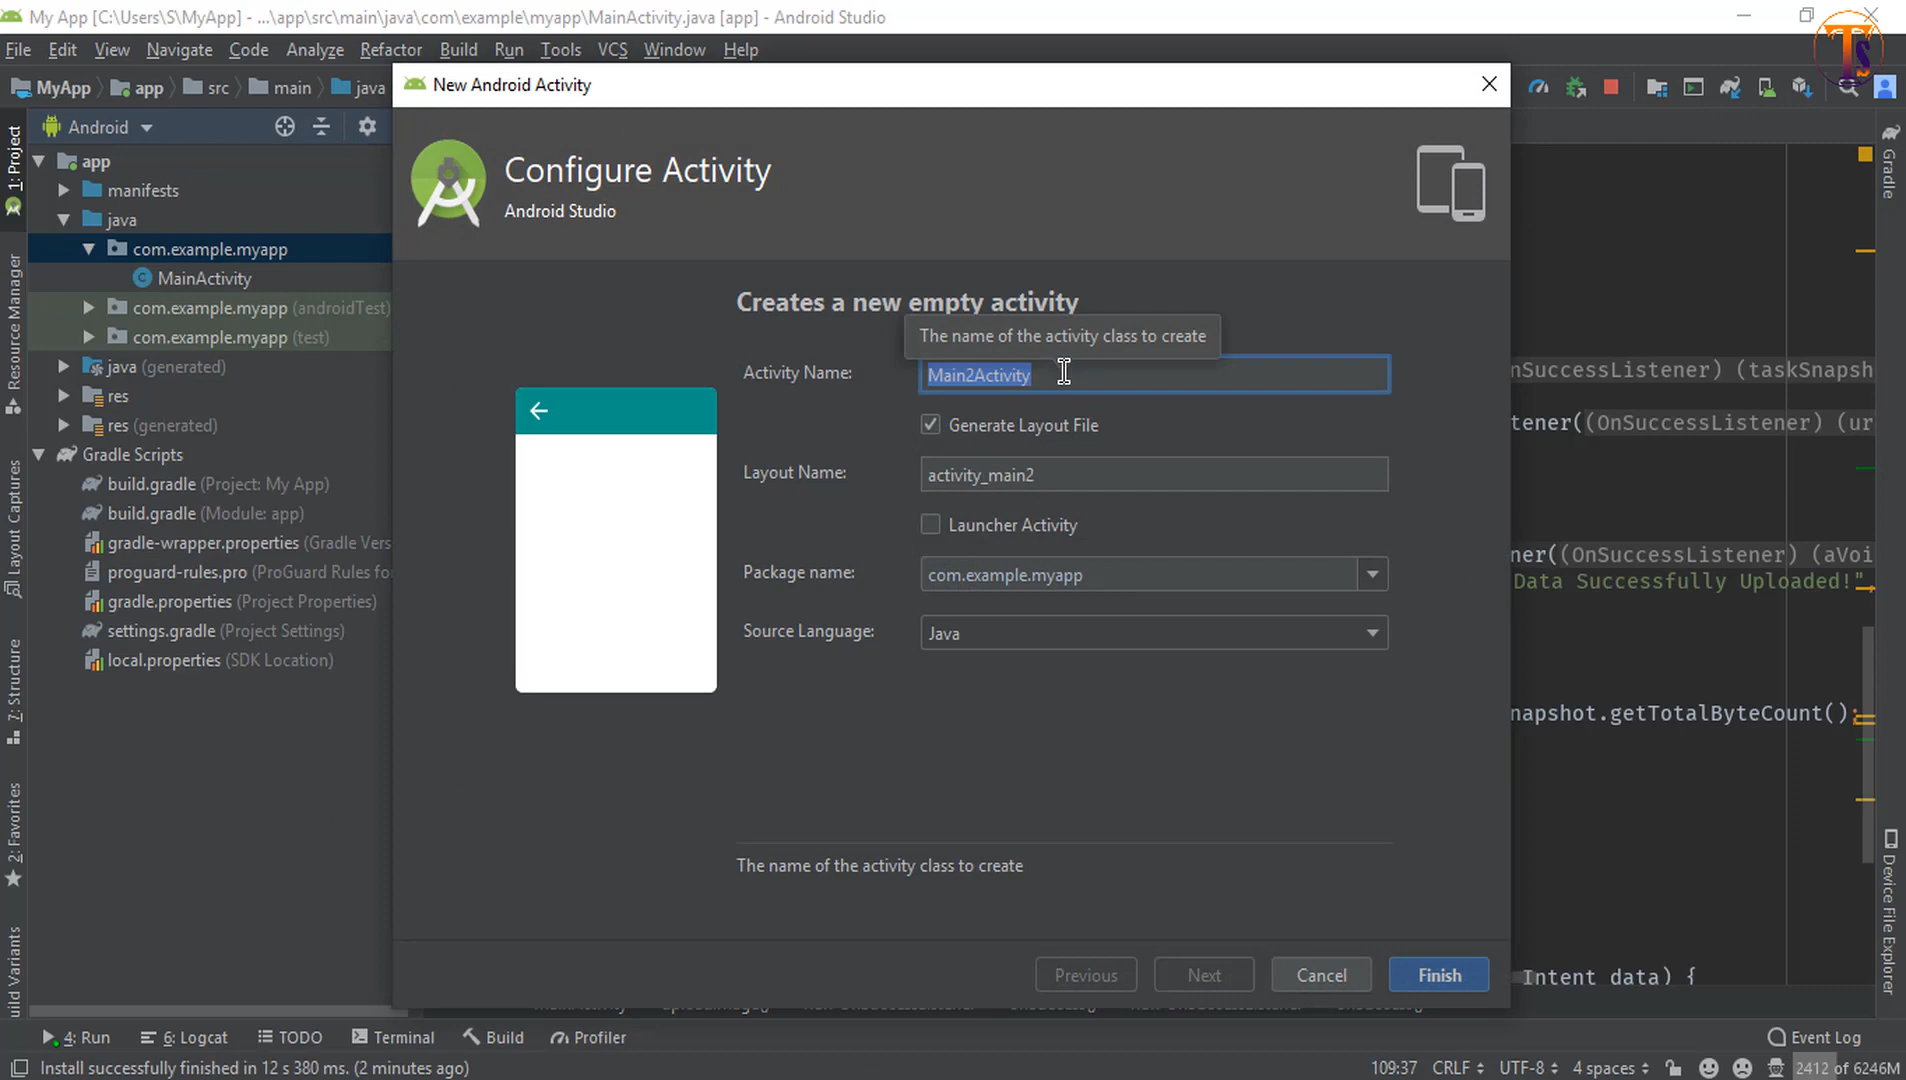 My App [C:\Users\S\MyApp] - ...\app\src\main\java\com\example\myapp\MainActivity.java [app] - Android Studio
TS
File Edit View Navigate Code Analyze Refactor Build Run Tools VCS Window Help
MyApp app src main java
New Android Activity
Android
Configure Activity
Android Studio
1: Project
Resource Manager
Layout Captures
7: Structure
2: Favorites
uild Variants
app
manifests
java
com.example.myapp
MainActivity
com.example.myapp (androidTest)
com.example.myapp (test)
java (generated)
res
res (generated)
Gradle Scripts
build.gradle (Project: My App)
build.gradle (Module: app)
gradle-wrapper.properties (Gradle Vers
proguard-rules.pro (ProGuard Rules fo
gradle.properties (Project Properties)
settings.gradle (Project Settings)
local.properties (SDK Location)
Creates a new empty activity
The name of the activity class to create
Activity Name: Main2Activity
Generate Layout File
Layout Name: activity_main2
Launcher Activity
Package name: com.example.myapp
Source Language: Java
The name of the activity class to create
Previous Next Cancel Finish
nSuccessListener) (taskSnapsh
tener((OnSuccessListener) (ur
ner((OnSuccessListener) (aVoi
Data Successfully Uploaded!"
napshot.getTotalByteCount();
Intent data) {
Gradle
Device File Explorer
4: Run 6: Logcat TODO Terminal Build Profiler Event Log
Install successfully finished in 12 s 380 ms. (2 minutes ago) 109:37 CRLF UTF-8 4 spaces 2412 of 6246M